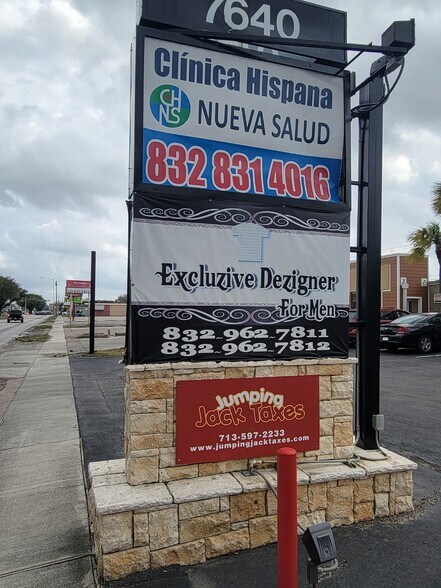 7640
Clínica Hispana
CHNS
NUEVA SALUD
832 831 4016
Excluzive Dezigner
For Men
832 962 7811
832 962 7812
Jumping
Jack Taxes
713-597-2233
www.jumpingjacktaxes.com